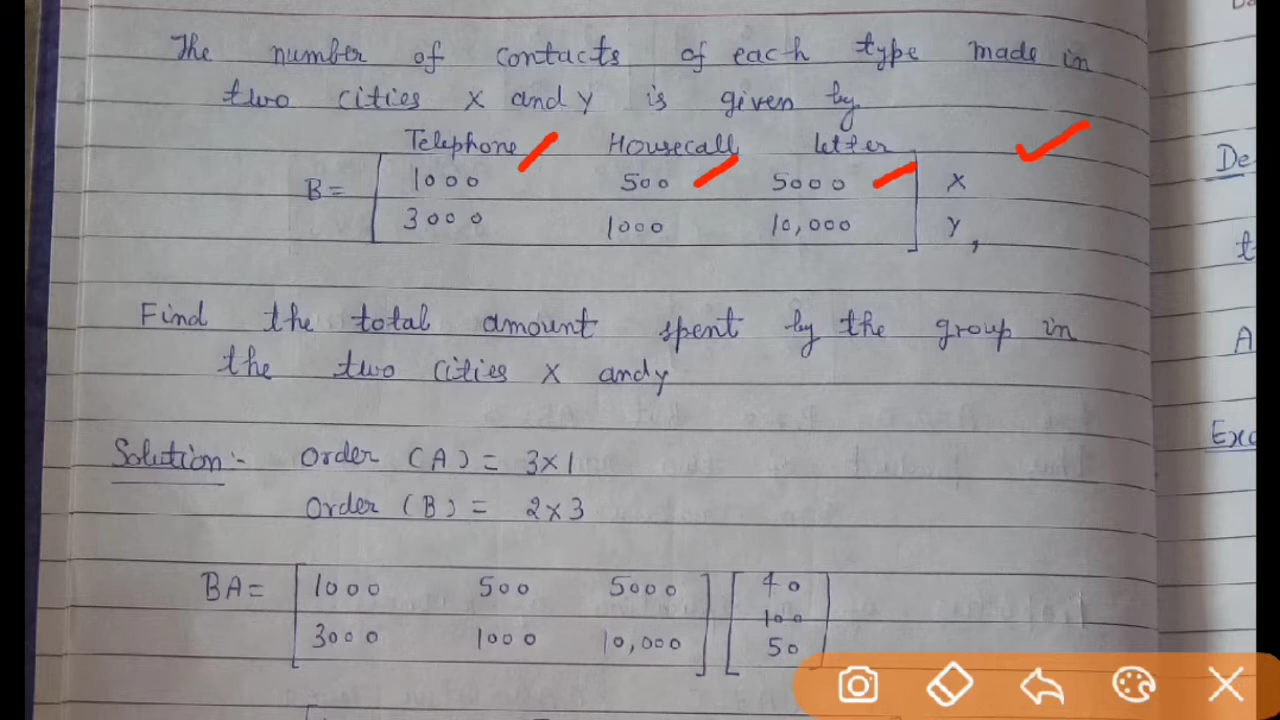 The number of contacts of each type made in
two cities X and Y is given by
Telephone Housecall letter
B = 1000 500 5000 X
3000 1000 10,000 Y,
Find the total amount spent by the group in
the two cities X and Y
Solution:- Order (A) = 3×1
Order (B) = 2×3
BA = 1000 500 5000 40
100
3000 1000 10,000 50
De
t
A
Exa